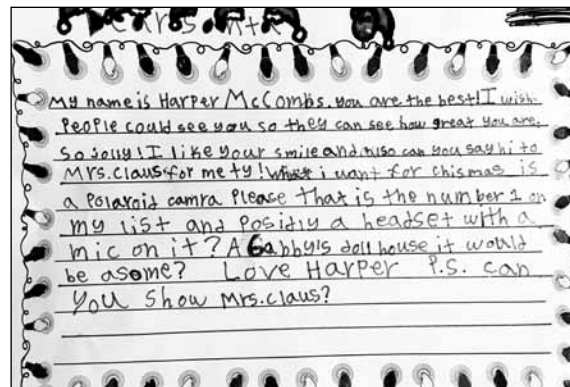 Dear Santa
My name is Harper McCombs. you are the best! I wish
People could see you so they can see how great you are.
so jolly! I like your smile and also can you say hi to
Mrs.claus for me ty! What i want for chismas is
a Polaroid camra Please That is the number 1 on
my list and Posidiy a headset with a
mic on it? A Gabby's doll house it would
be asome? Love Harper P.S. can
you show Mrs.claus?